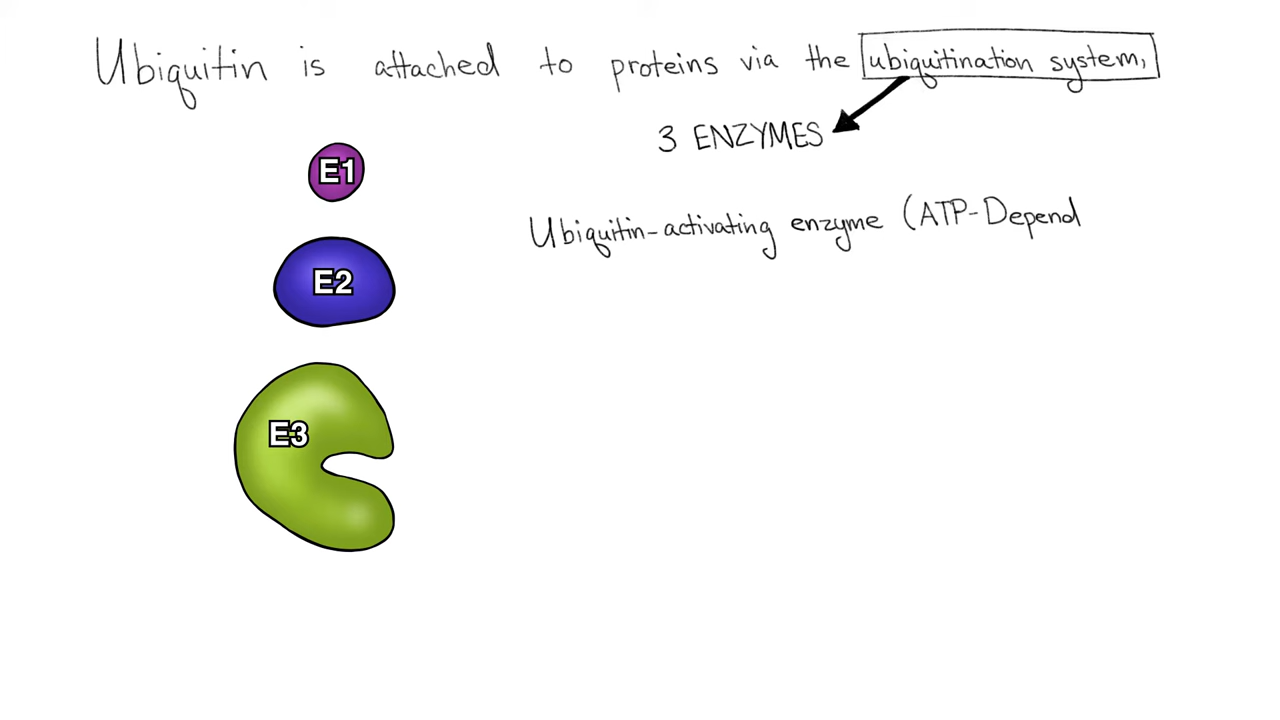 Ubiquitin is attached to proteins via the ubiquitination system,
3 ENZYMES
E1
Ubiquitin-activating enzyme (ATP-Depend
E2
E3